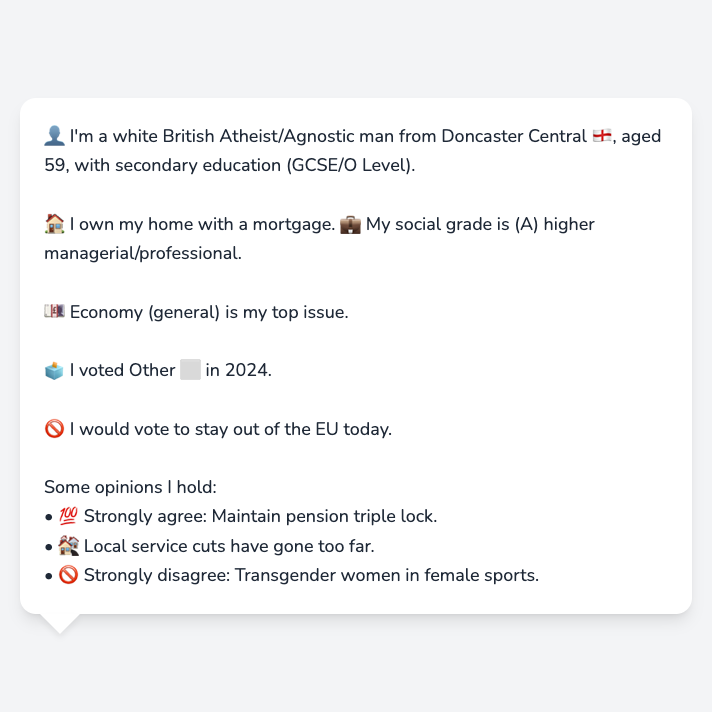 👤 I'm a white British Atheist/Agnostic man from Doncaster Central 🏴󠁧󠁢󠁥󠁮󠁧󠁿, aged
59, with secondary education (GCSE/O Level).
🏠 I own my home with a mortgage. 💼 My social grade is (A) higher
managerial/professional.
💷 Economy (general) is my top issue.
🗳️ I voted Other ⬜ in 2024.
🚫 I would vote to stay out of the EU today.
Some opinions I hold:
• 💯 Strongly agree: Maintain pension triple lock.
• 🏚️ Local service cuts have gone too far.
• 🚫 Strongly disagree: Transgender women in female sports.